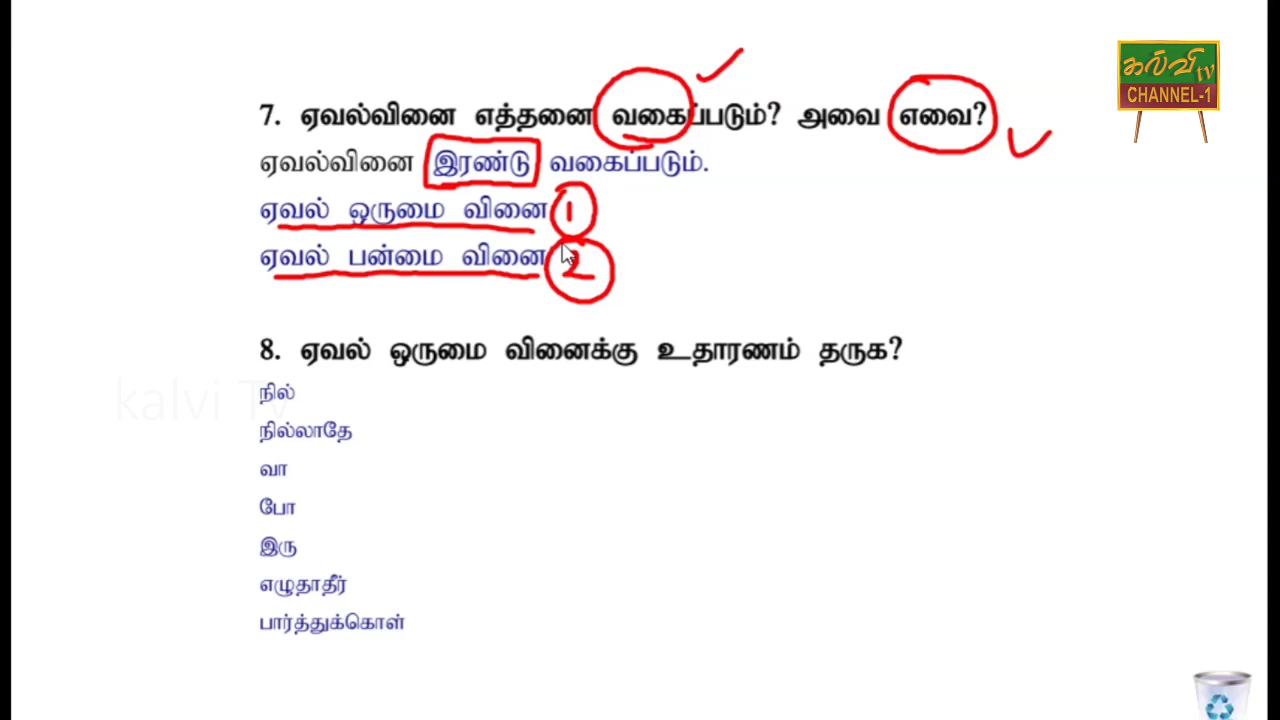 கல்வி tv
CHANNEL-1
7. ஏவல்வினை எத்தனை வகைப்படும்? அவை எவை?
ஏவல்வினை இரண்டு வகைப்படும்.
ஏவல் ஒருமை வினை 1
ஏவல் பன்மை வினை 2
8. ஏவல் ஒருமை வினைக்கு உதாரணம் தருக?
kalvi Tv
நில்
நில்லாதே
வா
போ
இரு
எழுதாதீர்
பார்த்துக்கொள்